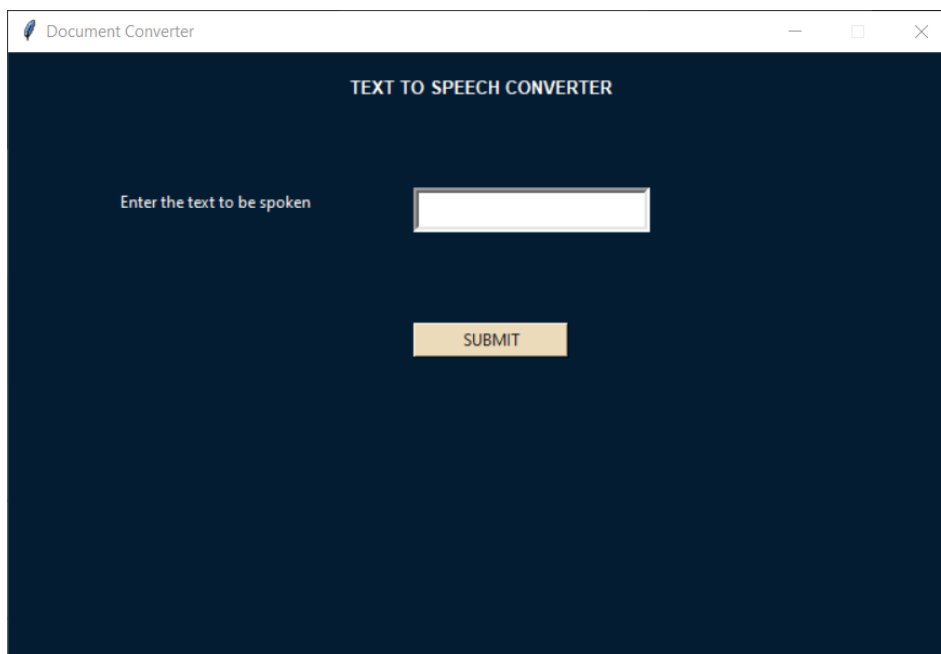 Document Converter
TEXT TO SPEECH CONVERTER
Enter the text to be spoken
SUBMIT